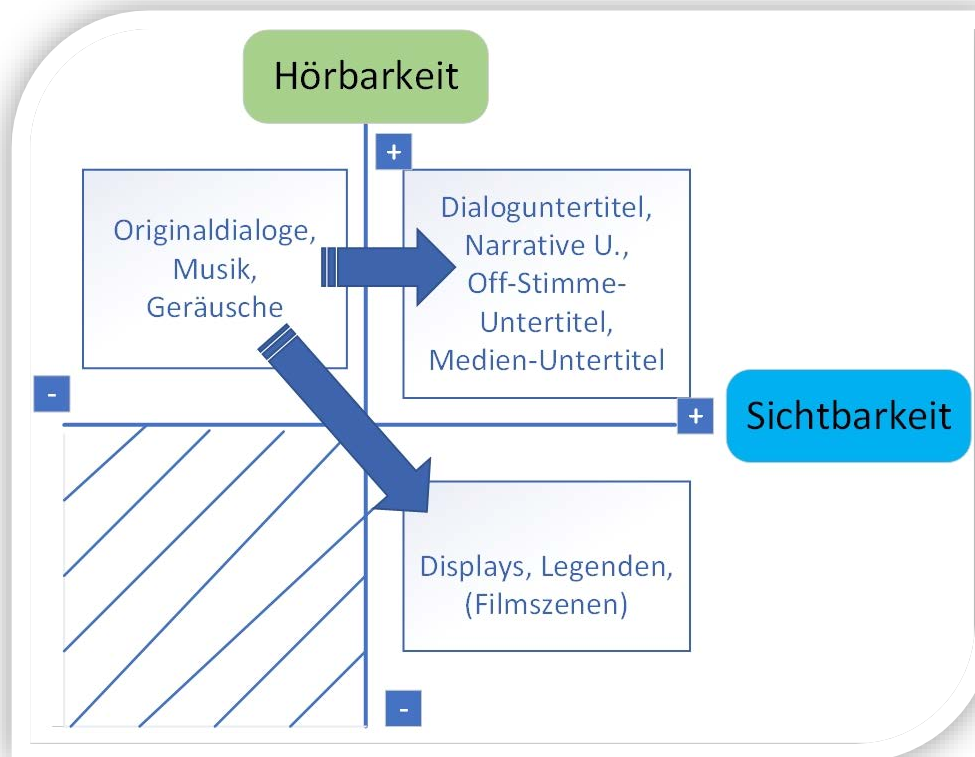 Hörbarkeit
+
Originaldialoge,
Musik,
Geräusche
Dialoguntertitel,
Narrative U.,
Off-Stimme-
Untertitel,
Medien-Untertitel
-
+
Sichtbarkeit
Displays, Legenden,
(Filmszenen)
-